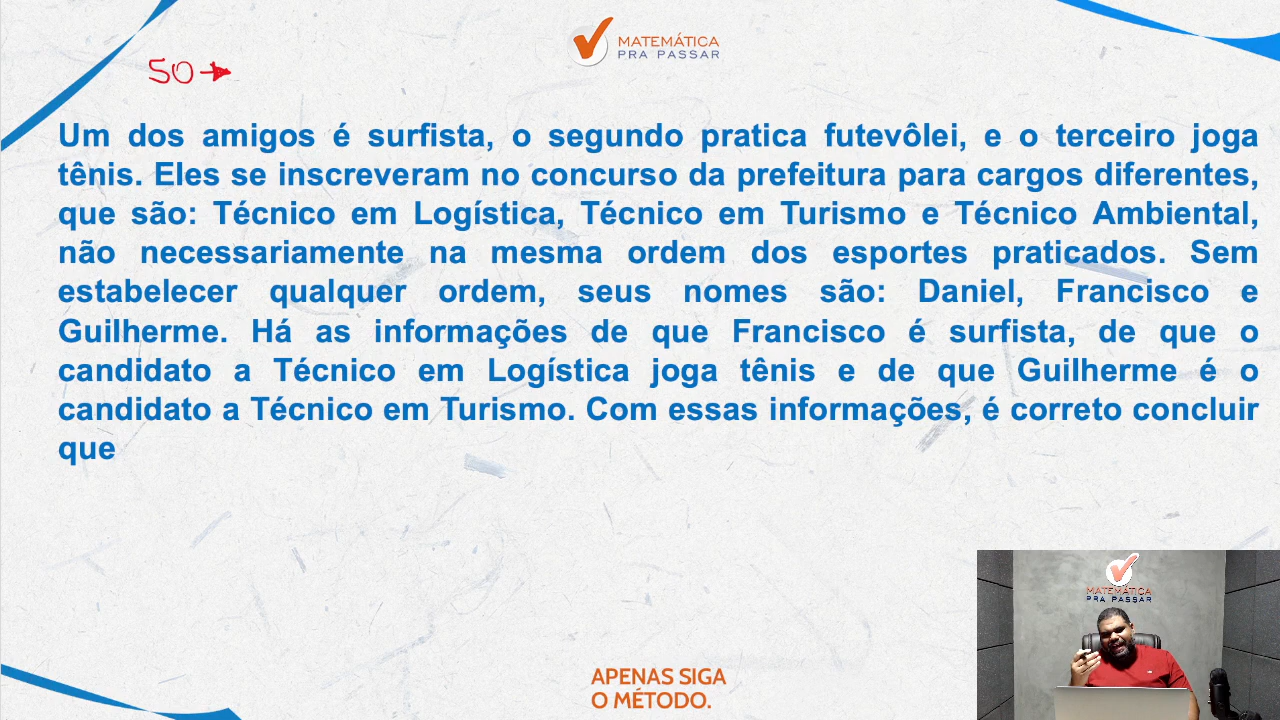 MATEMÁTICA
PRA PASSAR
50→
Um dos amigos é surfista, o segundo pratica futevôlei, e o terceiro joga
tênis. Eles se inscreveram no concurso da prefeitura para cargos diferentes,
que são: Técnico em Logística, Técnico em Turismo e Técnico Ambiental,
não necessariamente na mesma ordem dos esportes praticados. Sem
estabelecer qualquer ordem, seus nomes são: Daniel, Francisco e
Guilherme. Há as informações de que Francisco é surfista, de que o
candidato a Técnico em Logística joga tênis e de que Guilherme é o
candidato a Técnico em Turismo. Com essas informações, é correto concluir
que
MATEMÁTICA
PRA PASSAR
APENAS SIGA
O MÉTODO.